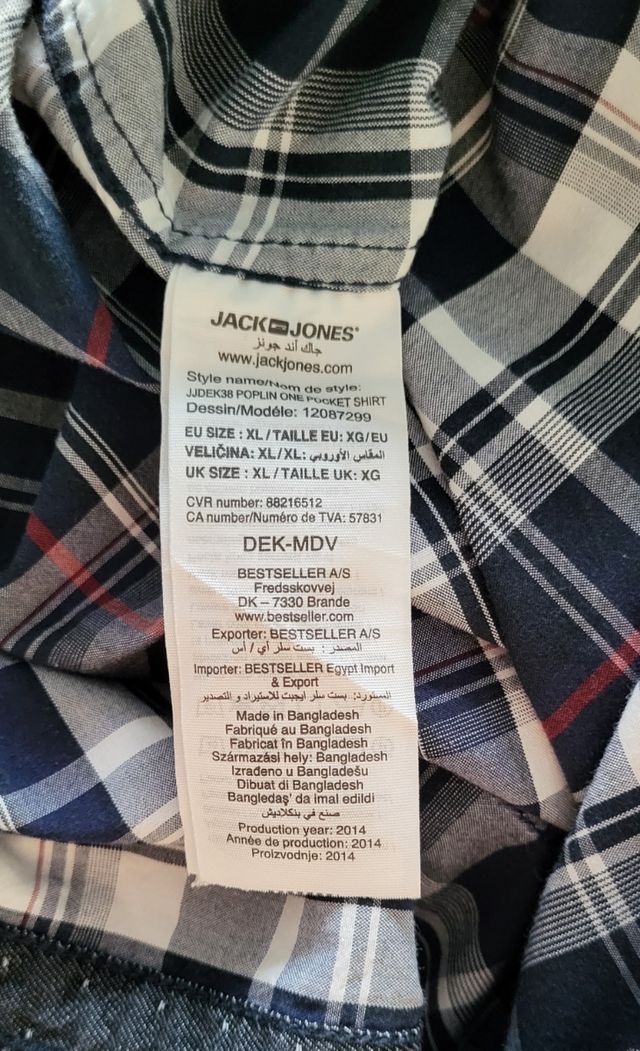 JACK JONES®
جاك أند جونز
www.jackjones.com
Style name/Nom de style:
JJDEK38 POPLIN ONE POCKET SHIRT
Dessin/Modéle: 12087299
EU SIZE : XL / TAILLE EU: XG/EU
VELIČINA: XL/XL: المقاس الأوروبي
UK SIZE : XL / TAILLE UK: XG
CVR number: 88216512
CA number/Numéro de TVA: 57831
DEK-MDV
BESTSELLER A/S
Fredsskovvej
DK – 7330 Brande
www.bestseller.com
Exporter: BESTSELLER A/S
المصدر : بست سلر أي / أس
Importer: BESTSELLER Egypt Import
& Export
المستورد: بست سلر ايجبت للاستيراد و التصدير
Made in Bangladesh
Fabriqué au Bangladesh
Fabricat în Bangladesh
Származási hely: Bangladesh
Izrađeno u Bangladešu
Dibuat di Bangladesh
Bangledaş' da imal edildi
صنع في بنكلاديش
Production year: 2014
Année de production: 2014
Proizvodnje: 2014